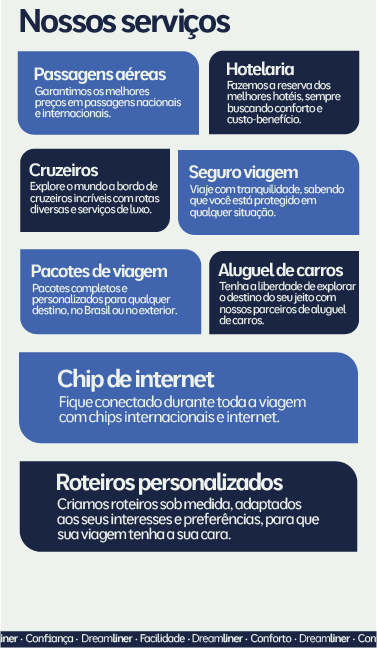 Nossos serviços
Passagens aéreas
Garantimos os melhores
preços em passagens nacionais
e internacionais.
Hotelaria
Fazemos a reserva dos
melhores hotéis, sempre
buscando conforto e
custo-benefício.
Cruzeiros
Explore o mundo a bordo de
cruzeiros incríveis com rotas
diversas e serviços de luxo.
Seguro viagem
Viaje com tranquilidade, sabendo
que você está protegido em
qualquer situação.
Pacotes de viagem
Pacotes completos e
personalizados para qualquer
destino, no Brasil ou no exterior.
Aluguel de carros
Tenha a liberdade de explorar
o destino do seu jeito com
nossos parceiros de aluguel
de carros.
Chip de internet
Fique conectado durante toda a viagem
com chips internacionais e internet.
Roteiros personalizados
Criamos roteiros sob medida, adaptados
aos seus interesses e preferências, para que
sua viagem tenha a sua cara.
iner · Confiança · Dreamliner · Facilidade · Dreamliner · Conforto · Dreamliner · Con